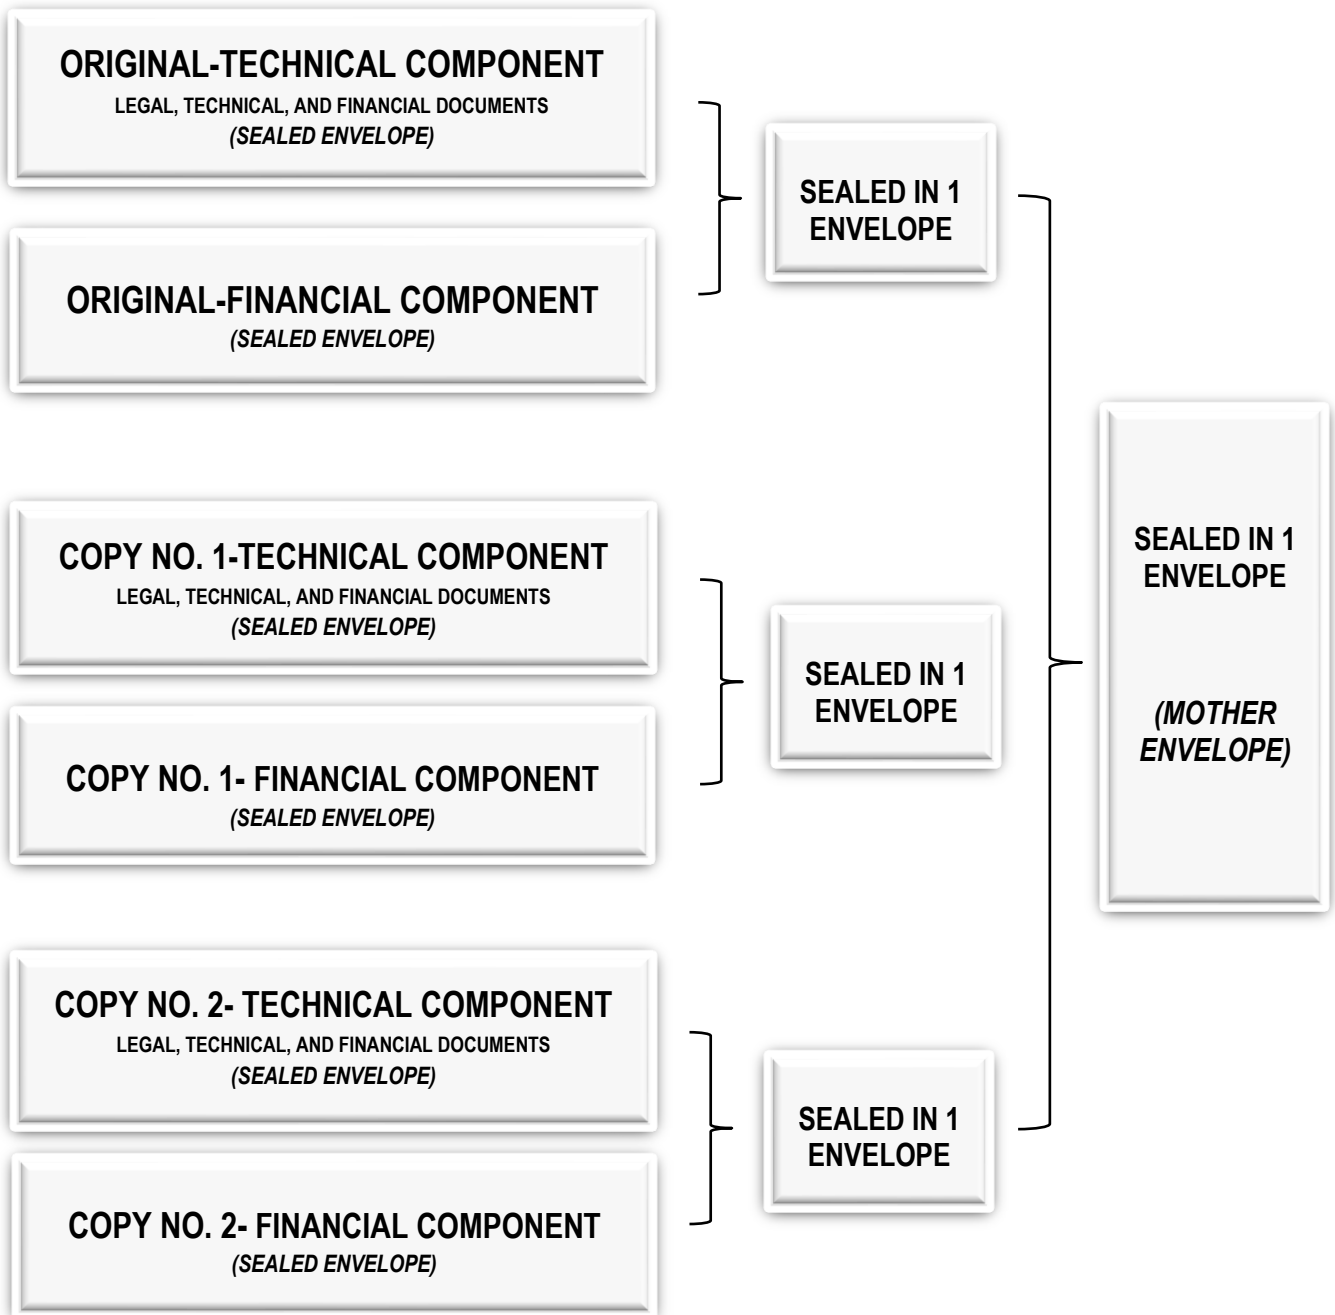 ORIGINAL-TECHNICAL COMPONENT
LEGAL, TECHNICAL, AND FINANCIAL DOCUMENTS
(SEALED ENVELOPE)
ORIGINAL-FINANCIAL COMPONENT
(SEALED ENVELOPE)
SEALED IN 1
ENVELOPE
COPY NO. 1-TECHNICAL COMPONENT
LEGAL, TECHNICAL, AND FINANCIAL DOCUMENTS
(SEALED ENVELOPE)
COPY NO. 1- FINANCIAL COMPONENT
(SEALED ENVELOPE)
SEALED IN 1
ENVELOPE
COPY NO. 2- TECHNICAL COMPONENT
LEGAL, TECHNICAL, AND FINANCIAL DOCUMENTS
(SEALED ENVELOPE)
COPY NO. 2- FINANCIAL COMPONENT
(SEALED ENVELOPE)
SEALED IN 1
ENVELOPE
SEALED IN 1
ENVELOPE
(MOTHER
ENVELOPE)